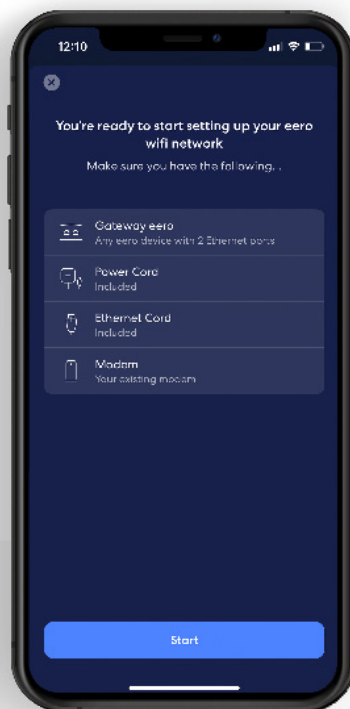 12:10
You're ready to start setting up your eero
wifi network
Make sure you have the following...
Gateway eero
Any eero device with 2 Ethernet ports
Power Cord
Included
Ethernet Cord
Included
Modem
Your existing modem
Start